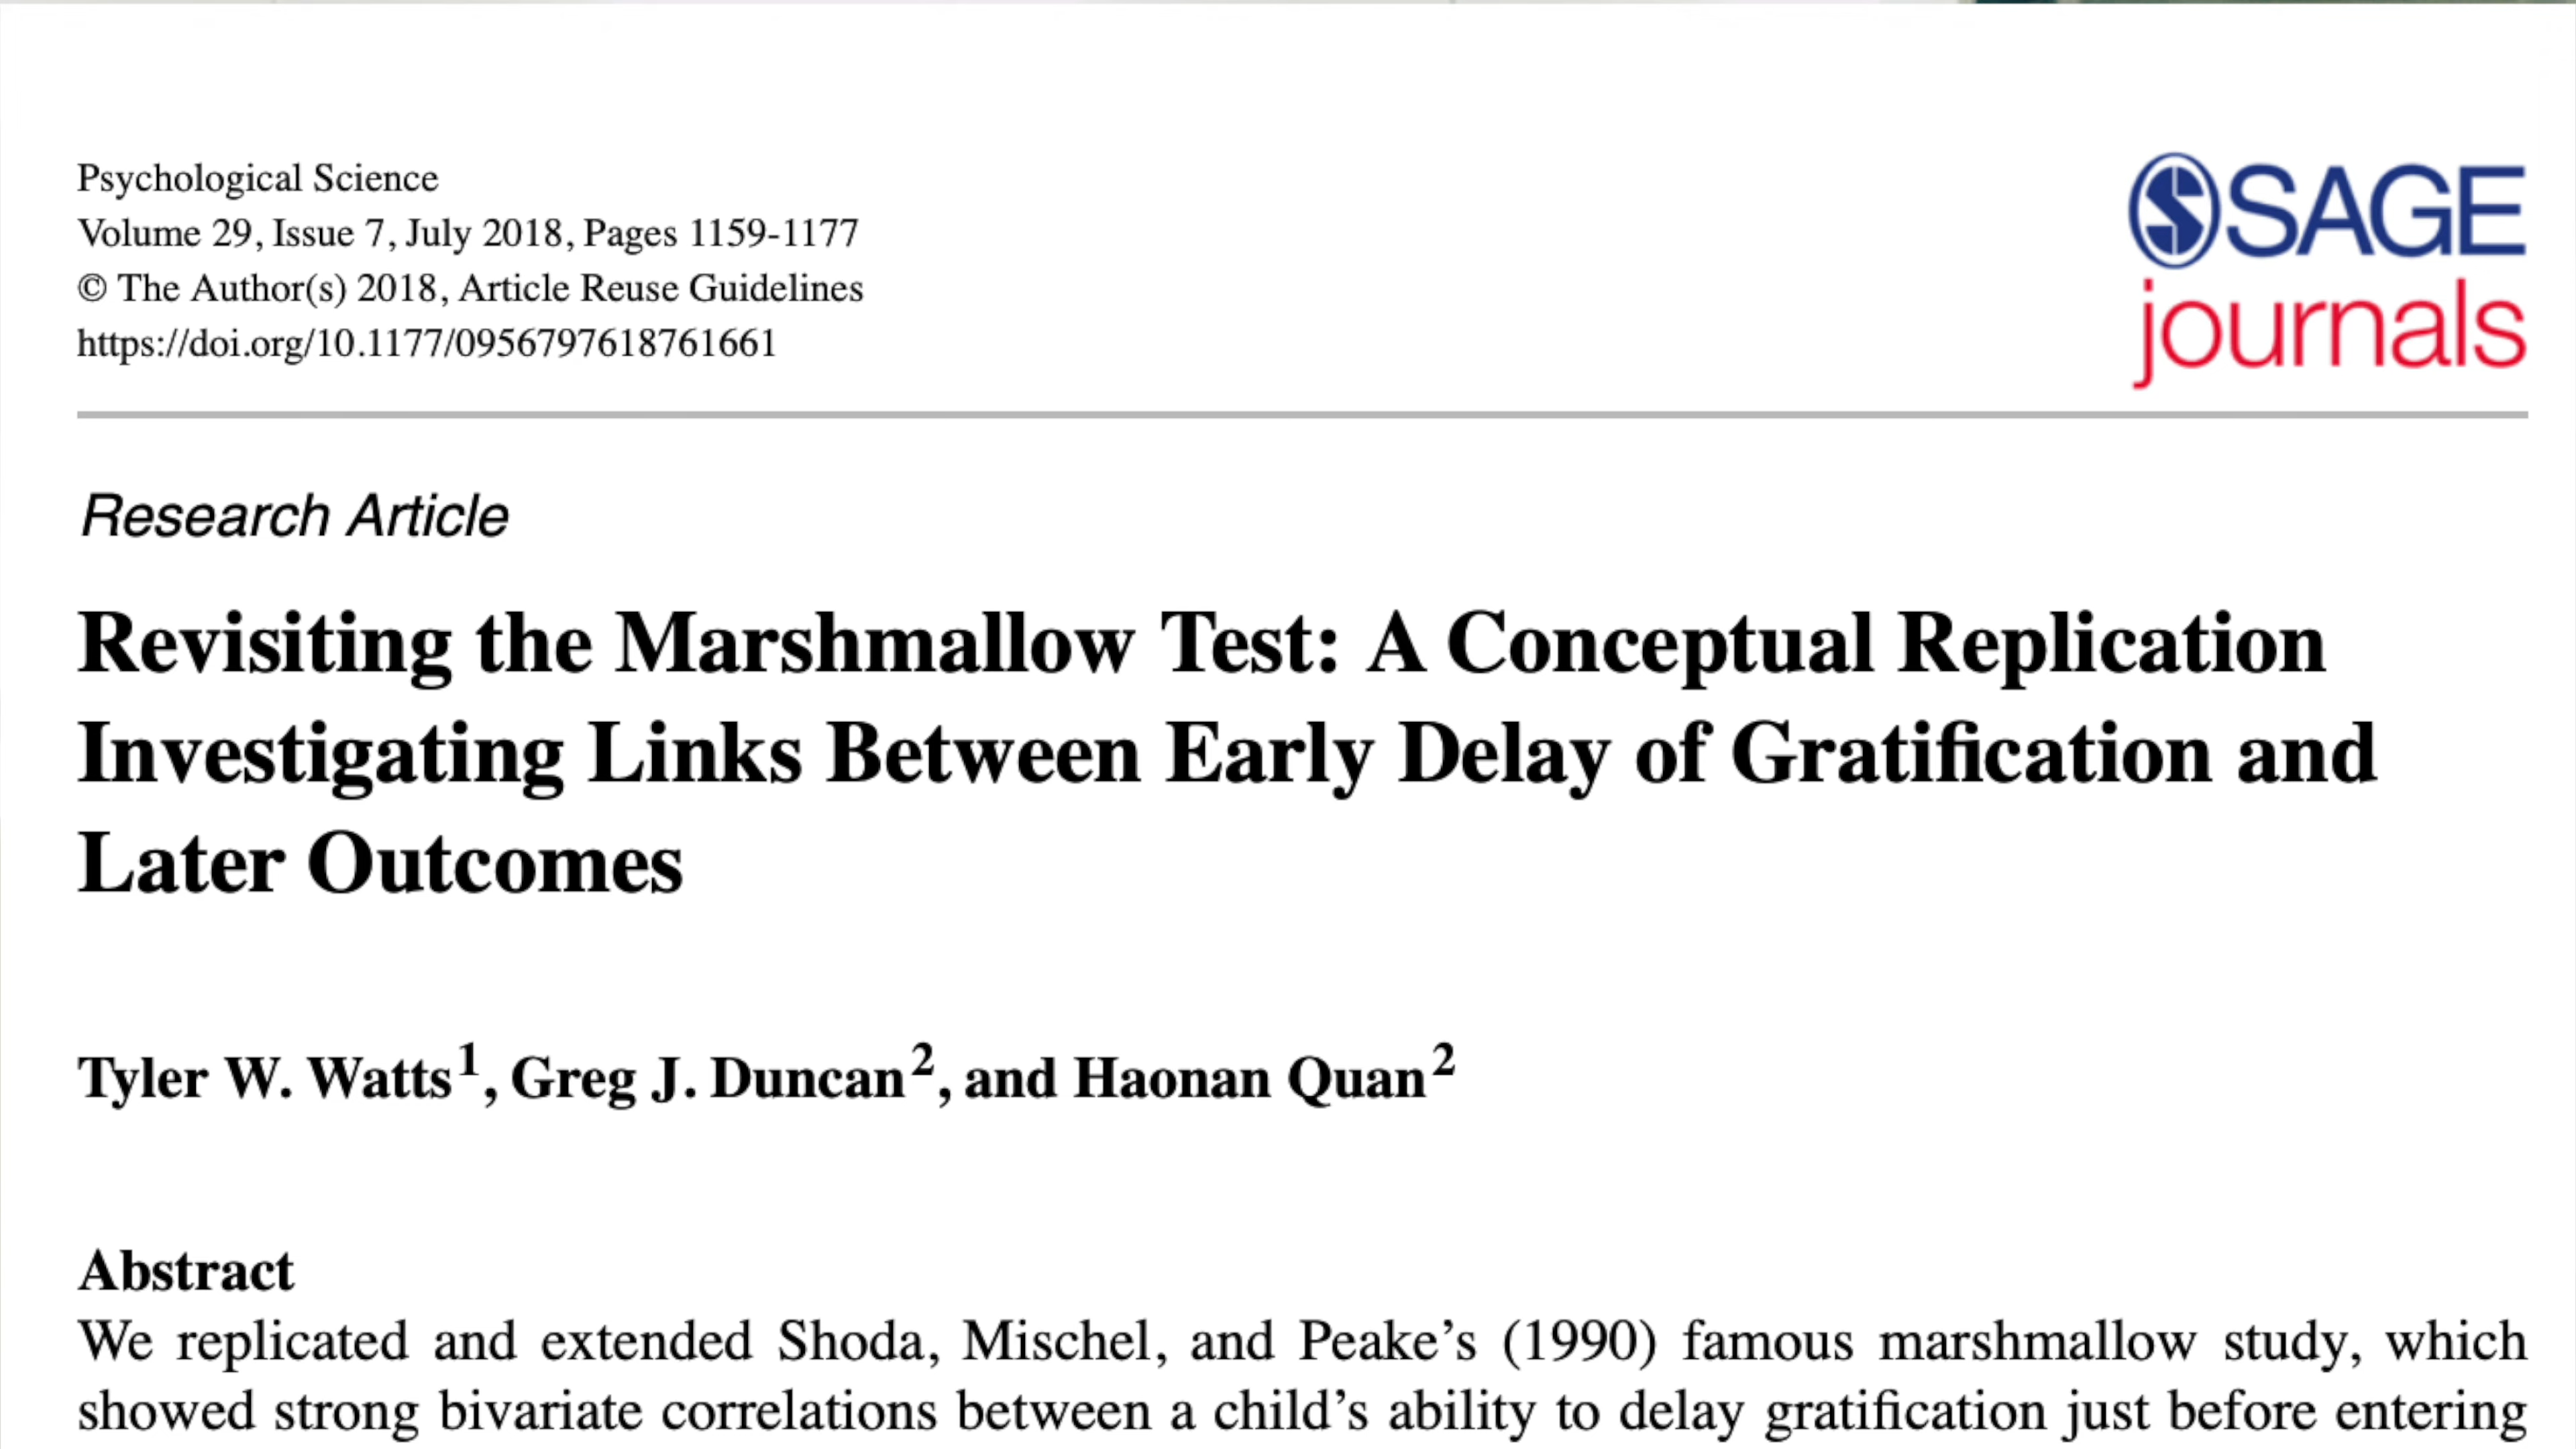 Psychological Science
Volume 29, Issue 7, July 2018, Pages 1159-1177
© The Author(s) 2018, Article Reuse Guidelines
https://doi.org/10.1177/0956797618761661
SAGE
journals
Research Article
Revisiting the Marshmallow Test: A Conceptual Replication
Investigating Links Between Early Delay of Gratification and
Later Outcomes
Tyler W. Watts1, Greg J. Duncan2, and Haonan Quan2
Abstract
We replicated and extended Shoda, Mischel, and Peake’s (1990) famous marshmallow study, which
showed strong bivariate correlations between a child’s ability to delay gratification just before entering